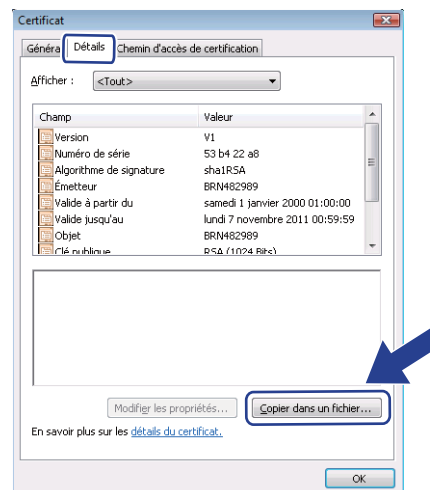 Certificat
Généra Détails Chemin d'accès de certification
Afficher : <Tout>
Champ Valeur
Version V1
Numéro de série 53 b4 22 a8
Algorithme de signature sha1RSA
Émetteur BRN482989
Valide à partir du samedi 1 janvier 2000 01:00:00
Valide jusqu'au lundi 7 novembre 2011 00:59:59
Objet BRN482989
Clé publique RSA (1024 Bits)
Modifier les propriétés... Copier dans un fichier...
En savoir plus sur les détails du certificat.
OK